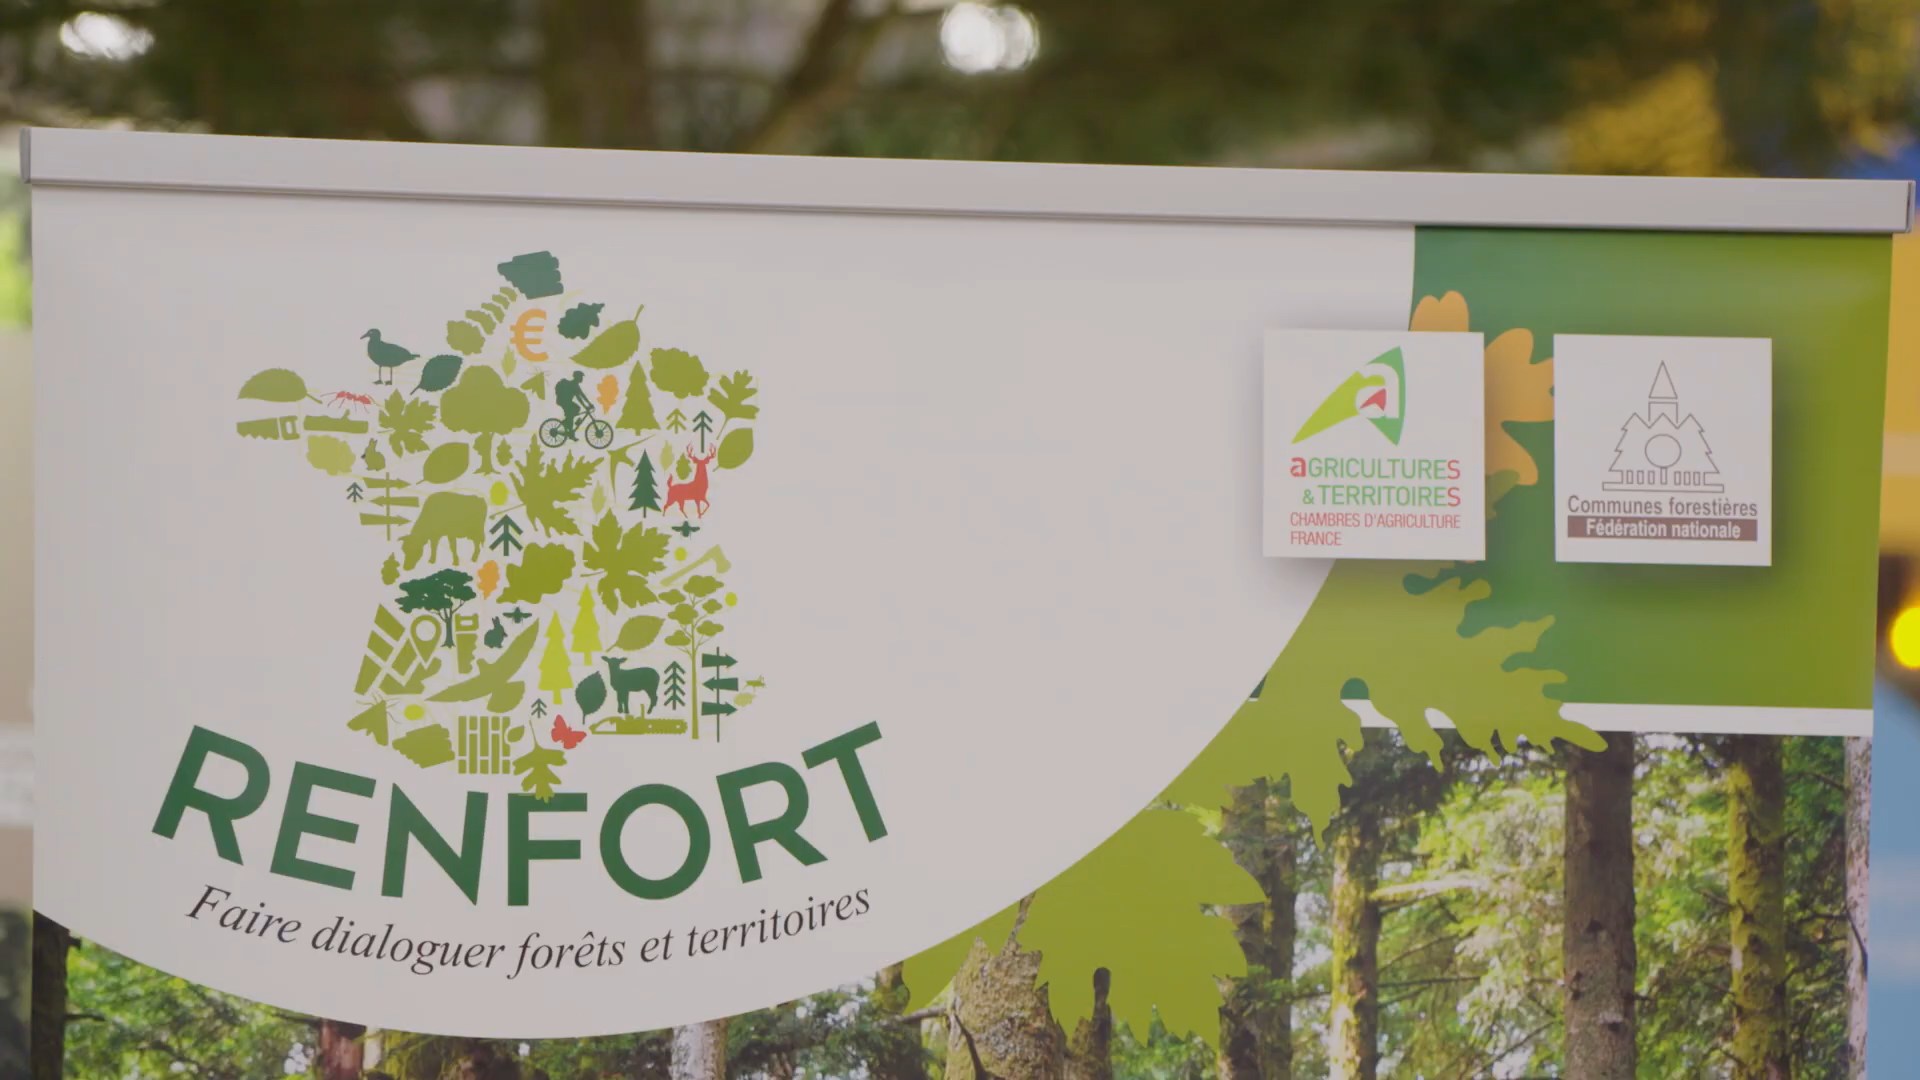 €
RENFORT
Faire dialoguer forêts et territoires
a
aGRICULTURES
& TERRITOIRES
CHAMBRES D'AGRICULTURE
FRANCE
Communes forestières
Fédération nationale